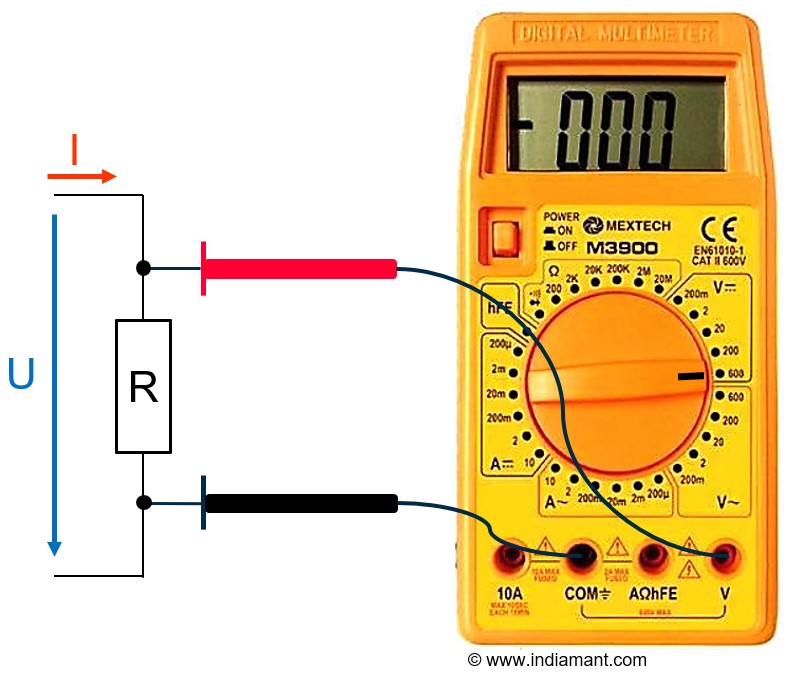 DIGITAL MULTIMETER
- 000
I
U
R
POWER
ON
OFF
MEXTECH
M3900
CE
EN61010-1
CAT II 600V
Ω
200
2K
20K
200K
2M
20M
hFE
V
200m
2
20
200
600
600
200
20
2
200m
V~
200µ
2m
20m
200m
2
10
A
10
2
200m
20m
2m
200µ
A~
10A MAX
FUSED
2A MAX
FUSED
10A
COM
AΩhFE
V
MAX 10SEC
EACH 15MIN
600V MAX
© www.indiamant.com